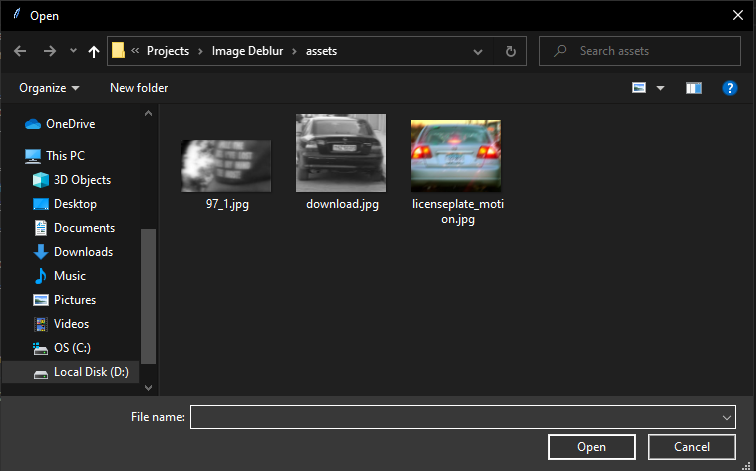 Open
Projects
Image Deblur
assets
Search assets
Organize
New folder
OneDrive
This PC
3D Objects
Desktop
Documents
Downloads
Music
Pictures
Videos
OS (C:)
Local Disk (D:)
97_1.jpg
download.jpg
licenseplate_moti
on.jpg
File name:
Open
Cancel